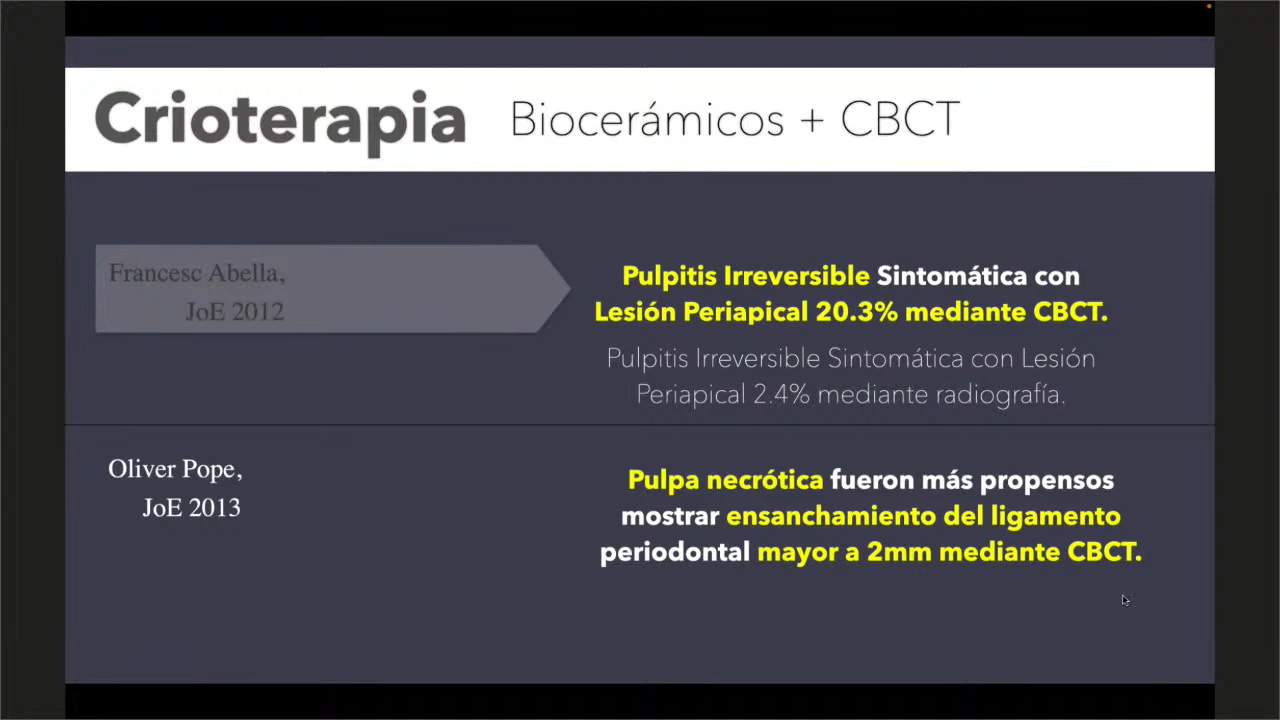 Crioterapia Biocerámicos + CBCT
Francesc Abella,
JoE 2012
Pulpitis Irreversible Sintomática con
Lesión Periapical 20.3% mediante CBCT.
Pulpitis Irreversible Sintomática con Lesión
Periapical 2.4% mediante radiografía.
Oliver Pope,
JoE 2013
Pulpa necrótica fueron más propensos
mostrar ensanchamiento del ligamento
periodontal mayor a 2mm mediante CBCT.